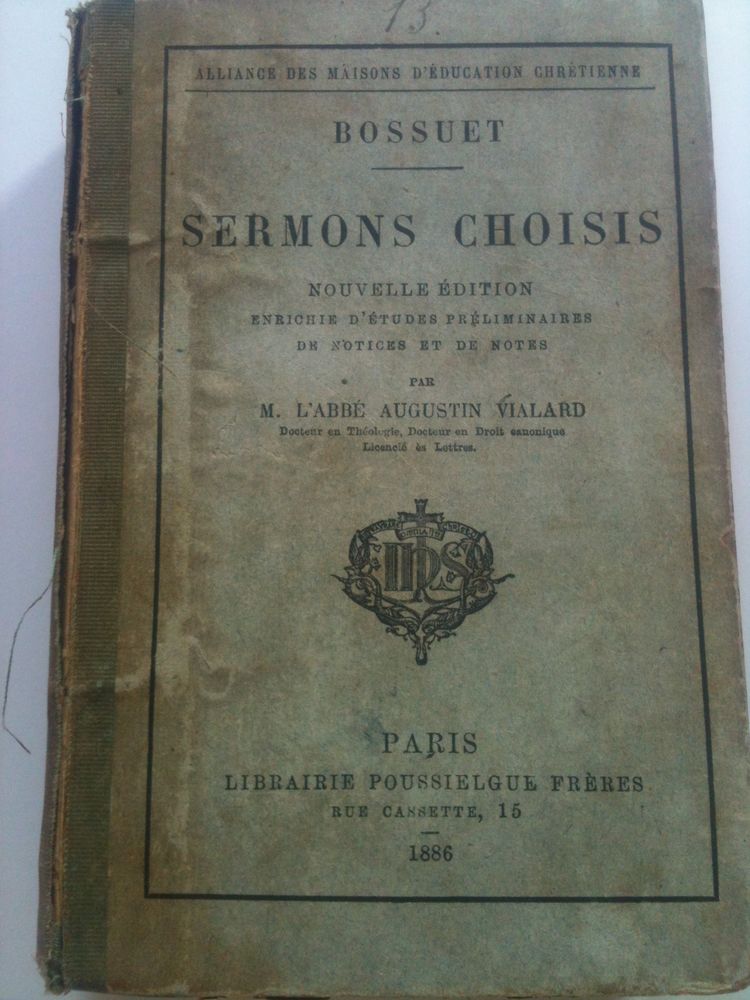 13.
ALLIANCE DES MAISONS D'ÉDUCATION CHRÉTIENNE
BOSSUET
SERMONS CHOISIS
NOUVELLE ÉDITION
ENRICHIE D'ÉTUDES PRÉLIMINAIRES
DE NOTICES ET DE NOTES
PAR
M. L'ABBÉ AUGUSTIN VIALARD
Docteur en Théologie, Docteur en Droit canonique
Licencié ès Lettres.
PARIS
LIBRAIRIE POUSSIELGUE FRÈRES
RUE CASSETTE, 15
1886